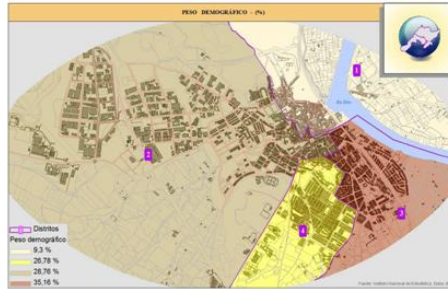 PESO DEMOGRÁFICO - (%)
1
2
3
4
Distritos
Peso demográfico
9,3 %
26,78 %
28,76 %
35,16 %